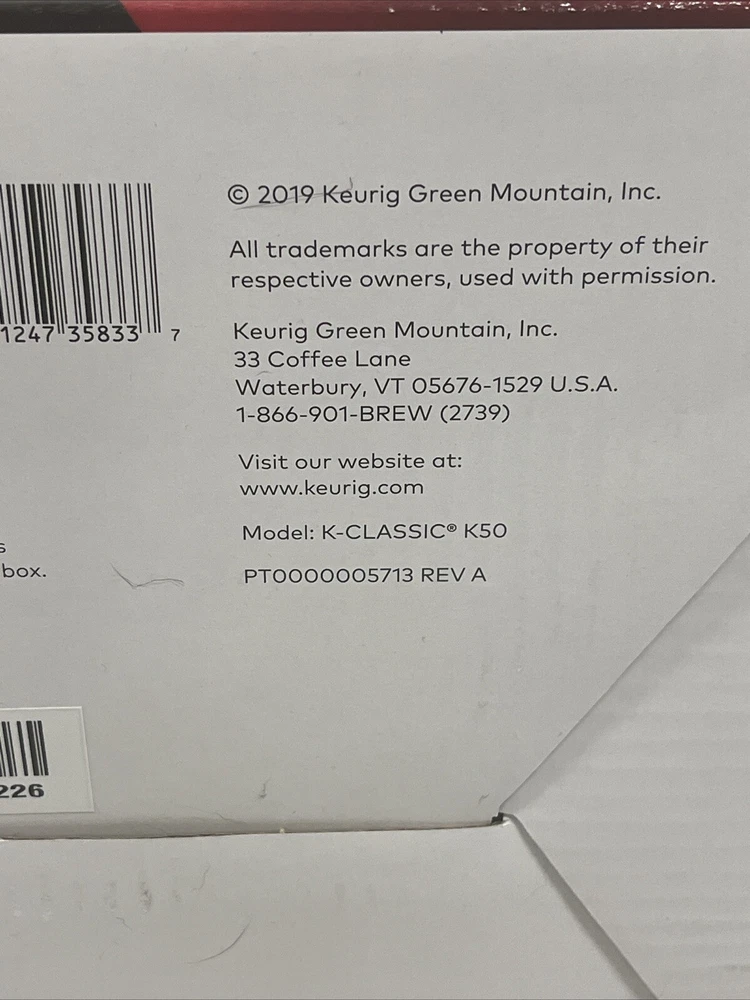 © 2019 Keurig Green Mountain, Inc.
All trademarks are the property of their
respective owners, used with permission.
1247 35833 7
Keurig Green Mountain, Inc.
33 Coffee Lane
Waterbury, VT 05676-1529 U.S.A.
1-866-901-BREW (2739)
Visit our website at:
www.keurig.com
Model: K-CLASSIC® K50
s
box.
PT0000005713 REV A
226